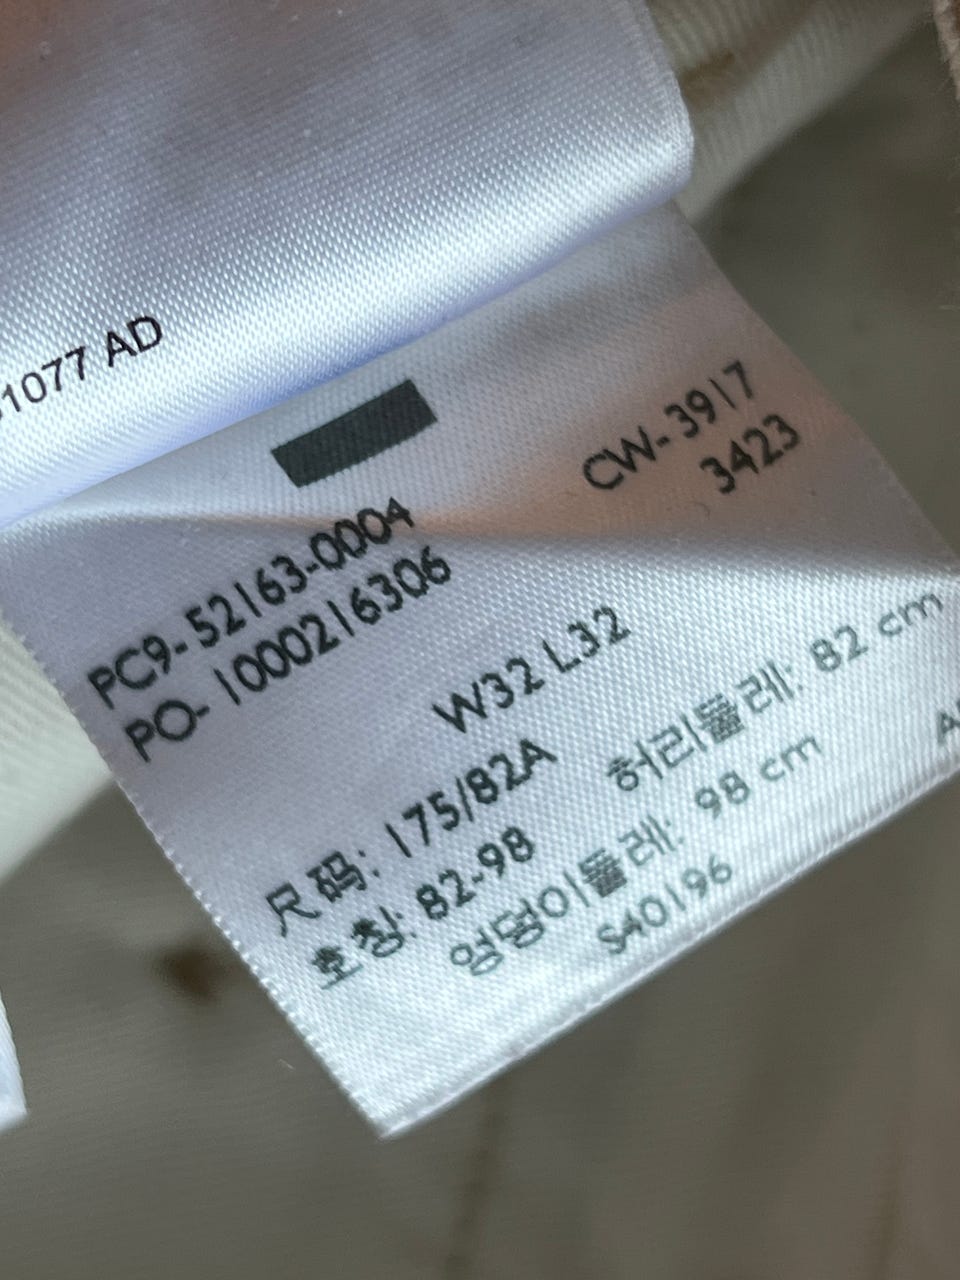 1077 AD
CW-3917
3423
PC9-52163-0004
PO-1000216306
W32 L32
尺码: 175/82A
허리둘레: 82 cm
호칭: 82-98
엉덩이둘레: 98 cm
S40196